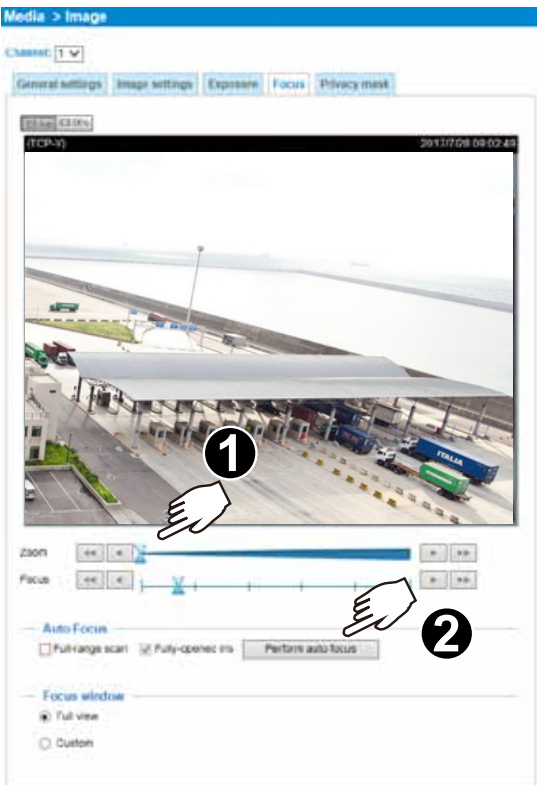 Media > Image
Channel: 1
General settings Image settings Exposure Focus Privacy mask
(TCP-V) 2017/7/28 09:02:49
ITALIA
1
Zoom << < > >>
Focus << < > >>
2
Auto Focus
Full-range scan Fully-opened iris Perform auto focus
Focus window
Full view
Custom